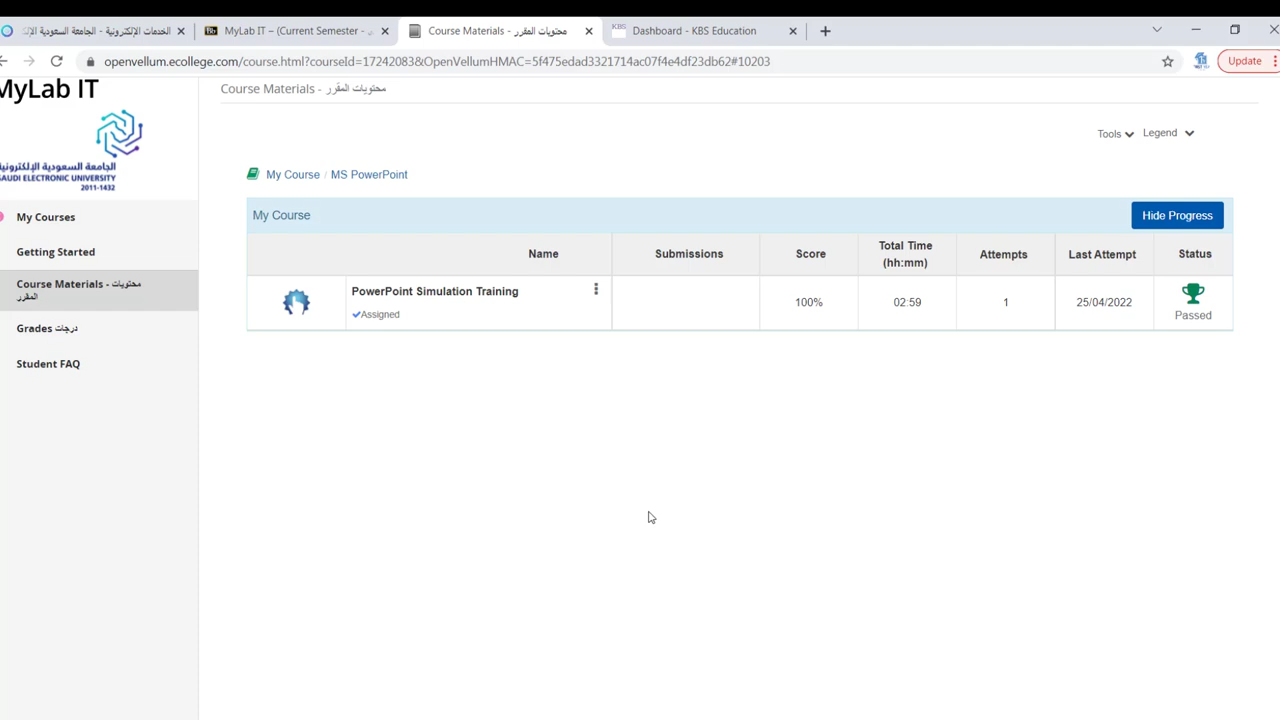 الخدمات الإلكترونية - الجامعة السعودية الإلك
MyLab IT – (Current Semester -
Course Materials - محتويات المقرر
KBS
Dashboard - KBS Education
openvellum.ecollege.com/course.html?courseId=17242083&OpenVellumHMAC=5f475edad3321714ac07f4e4df23db62#10203
Update
MyLab IT
الجامعة السعودية الإلكترونية
SAUDI ELECTRONIC UNIVERSITY
2011-1432
My Courses
Getting Started
Course Materials - محتويات
المقرر
Grades درجات
Student FAQ
Course Materials - محتويات المقرر
Tools
Legend
My Course / MS PowerPoint
My Course
Hide Progress
Name
Submissions
Score
Total Time
(hh:mm)
Attempts
Last Attempt
Status
PowerPoint Simulation Training
Assigned
100%
02:59
1
25/04/2022
Passed